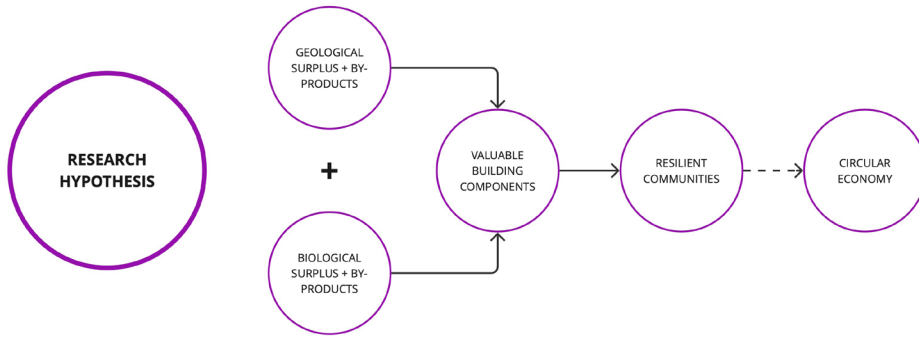 RESEARCH
HYPOTHESIS
GEOLOGICAL
SURPLUS + BY-
PRODUCTS
+
BIOLOGICAL
SURPLUS + BY-
PRODUCTS
VALUABLE
BUILDING
COMPONENTS
RESILIENT
COMMUNITIES
CIRCULAR
ECONOMY